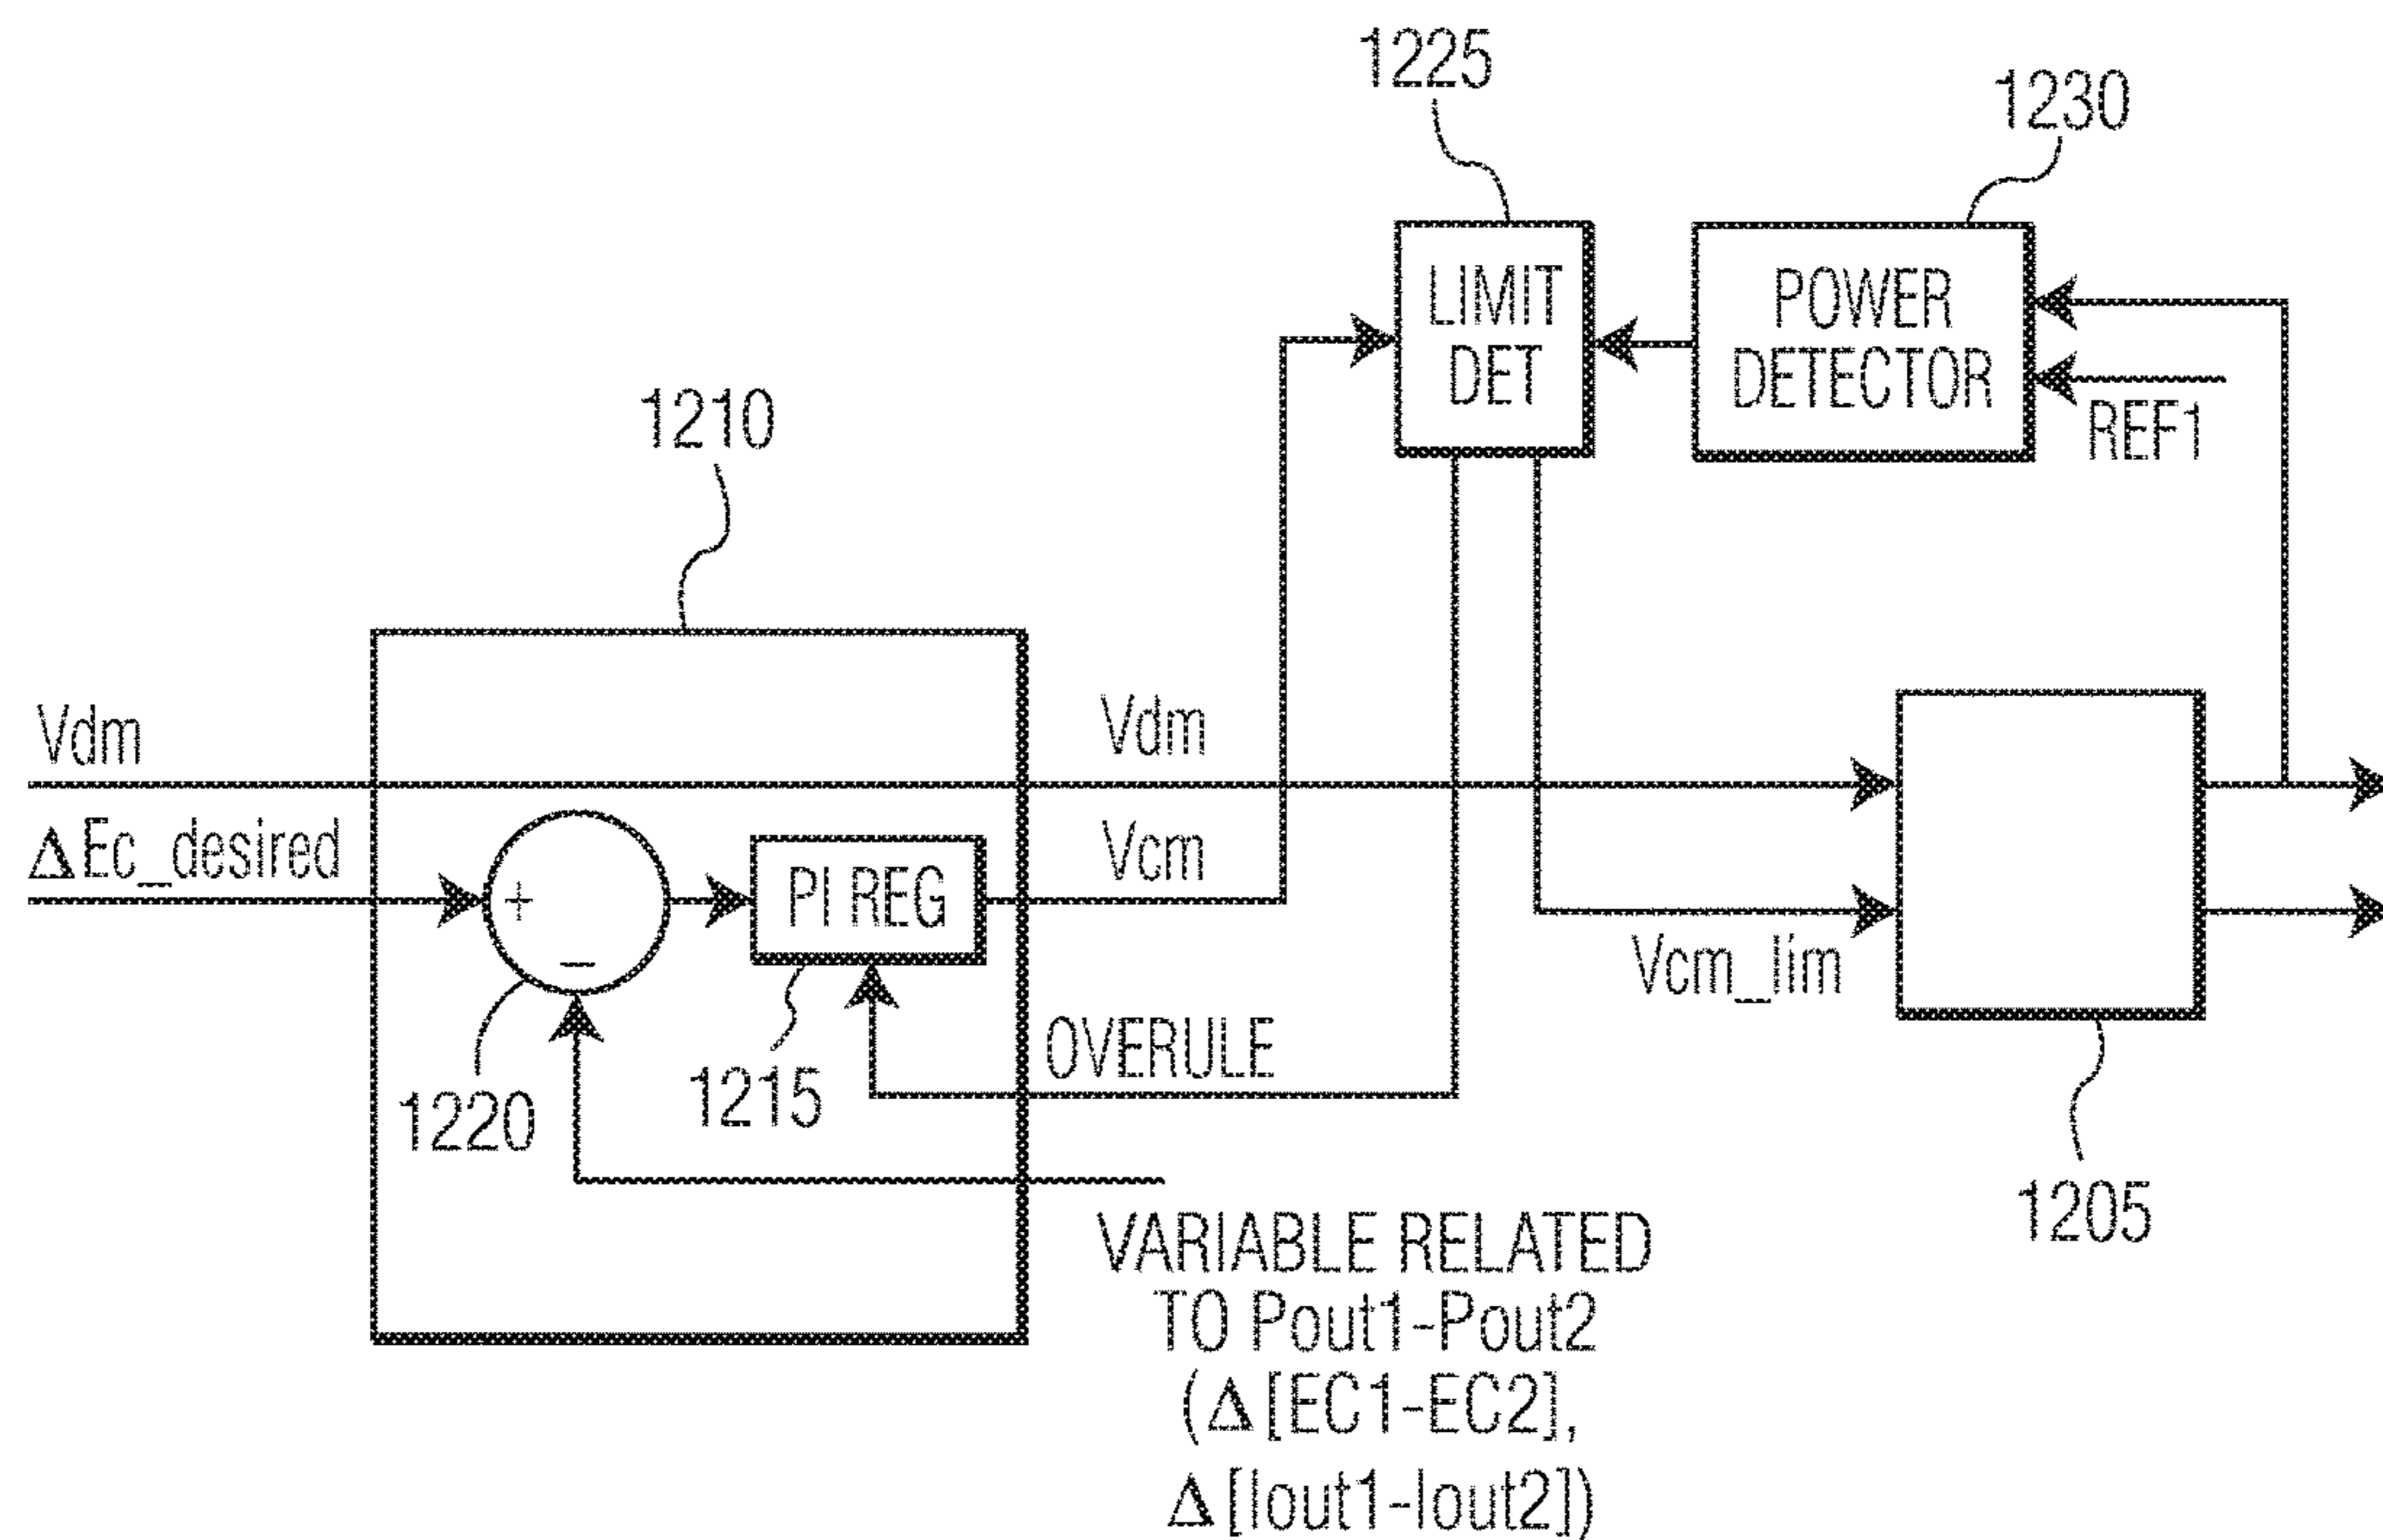 1225
1230
LIMIT
DET
POWER
DETECTOR
REF1
1210
Vdm
Vdm
ΔEc_desired
+
−
PI REG
Vcm
Vcm_lim
OVERULE
1220
1215
1205
VARIABLE RELATED
TO Pout1-Pout2
(Δ[EC1-EC2],
Δ[Iout1-Iout2])